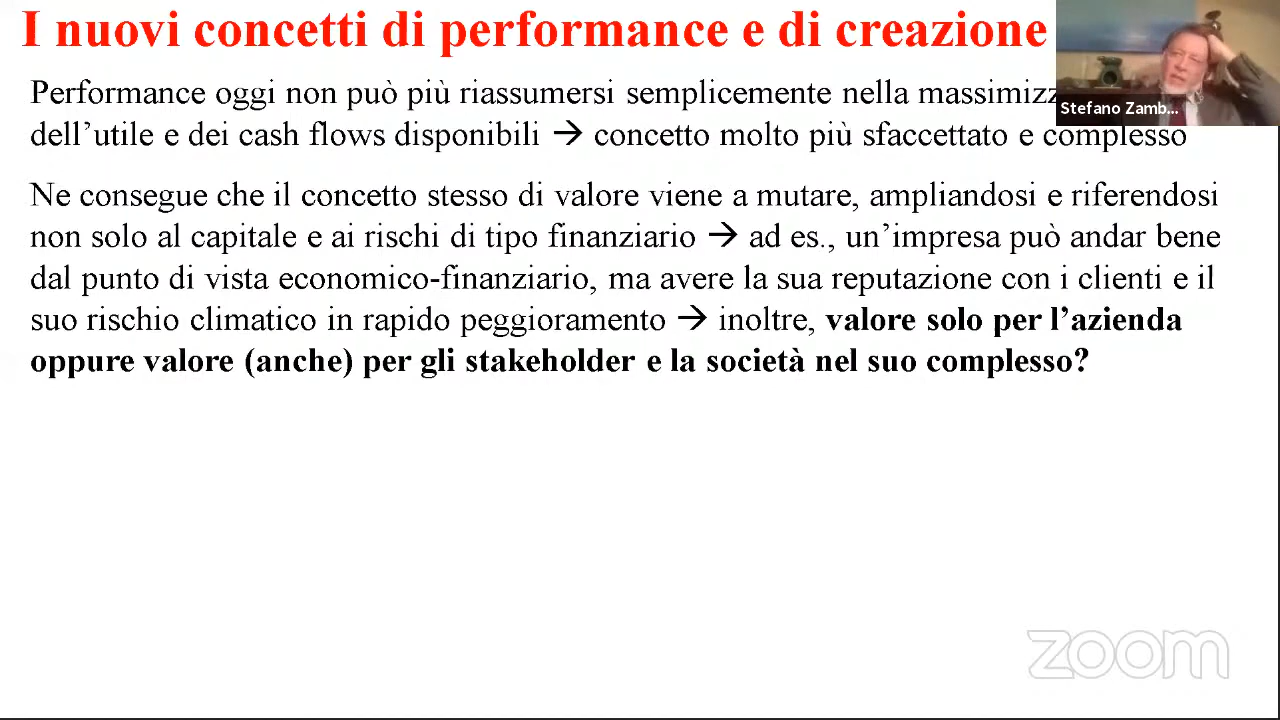 I nuovi concetti di performance e di creazione
Performance oggi non può più riassumersi semplicemente nella
dell’utile e dei cash flows disponibili → concetto molto più sfaccettato e complesso
Ne consegue che il concetto stesso di valore viene a mutare, ampliandosi e riferendosi
non solo al capitale e ai rischi di tipo finanziario → ad es., un’impresa può andar bene
dal punto di vista economico-finanziario, ma avere la sua reputazione con i clienti e il
suo rischio climatico in rapido peggioramento → inoltre, valore solo per l’azienda
oppure valore (anche) per gli stakeholder e la società nel suo complesso?
Stefano Zamb...
zoom